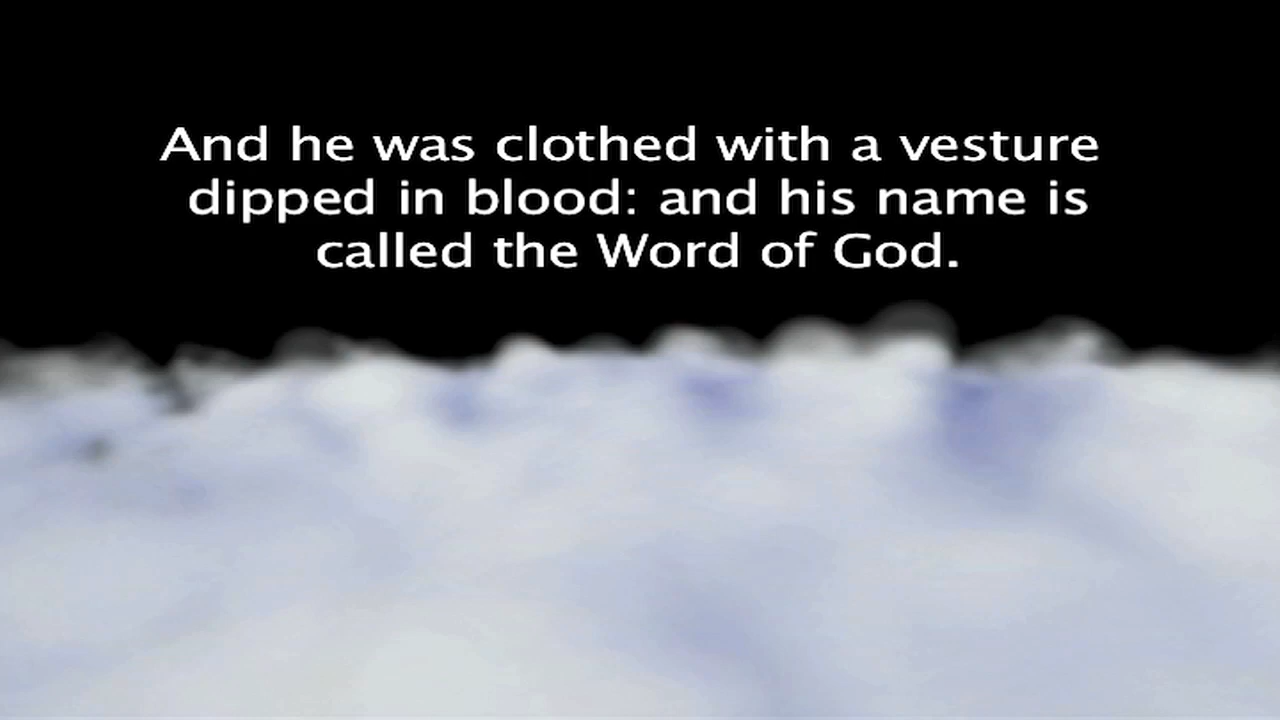 And he was clothed with a vesture
dipped in blood: and his name is
called the Word of God.